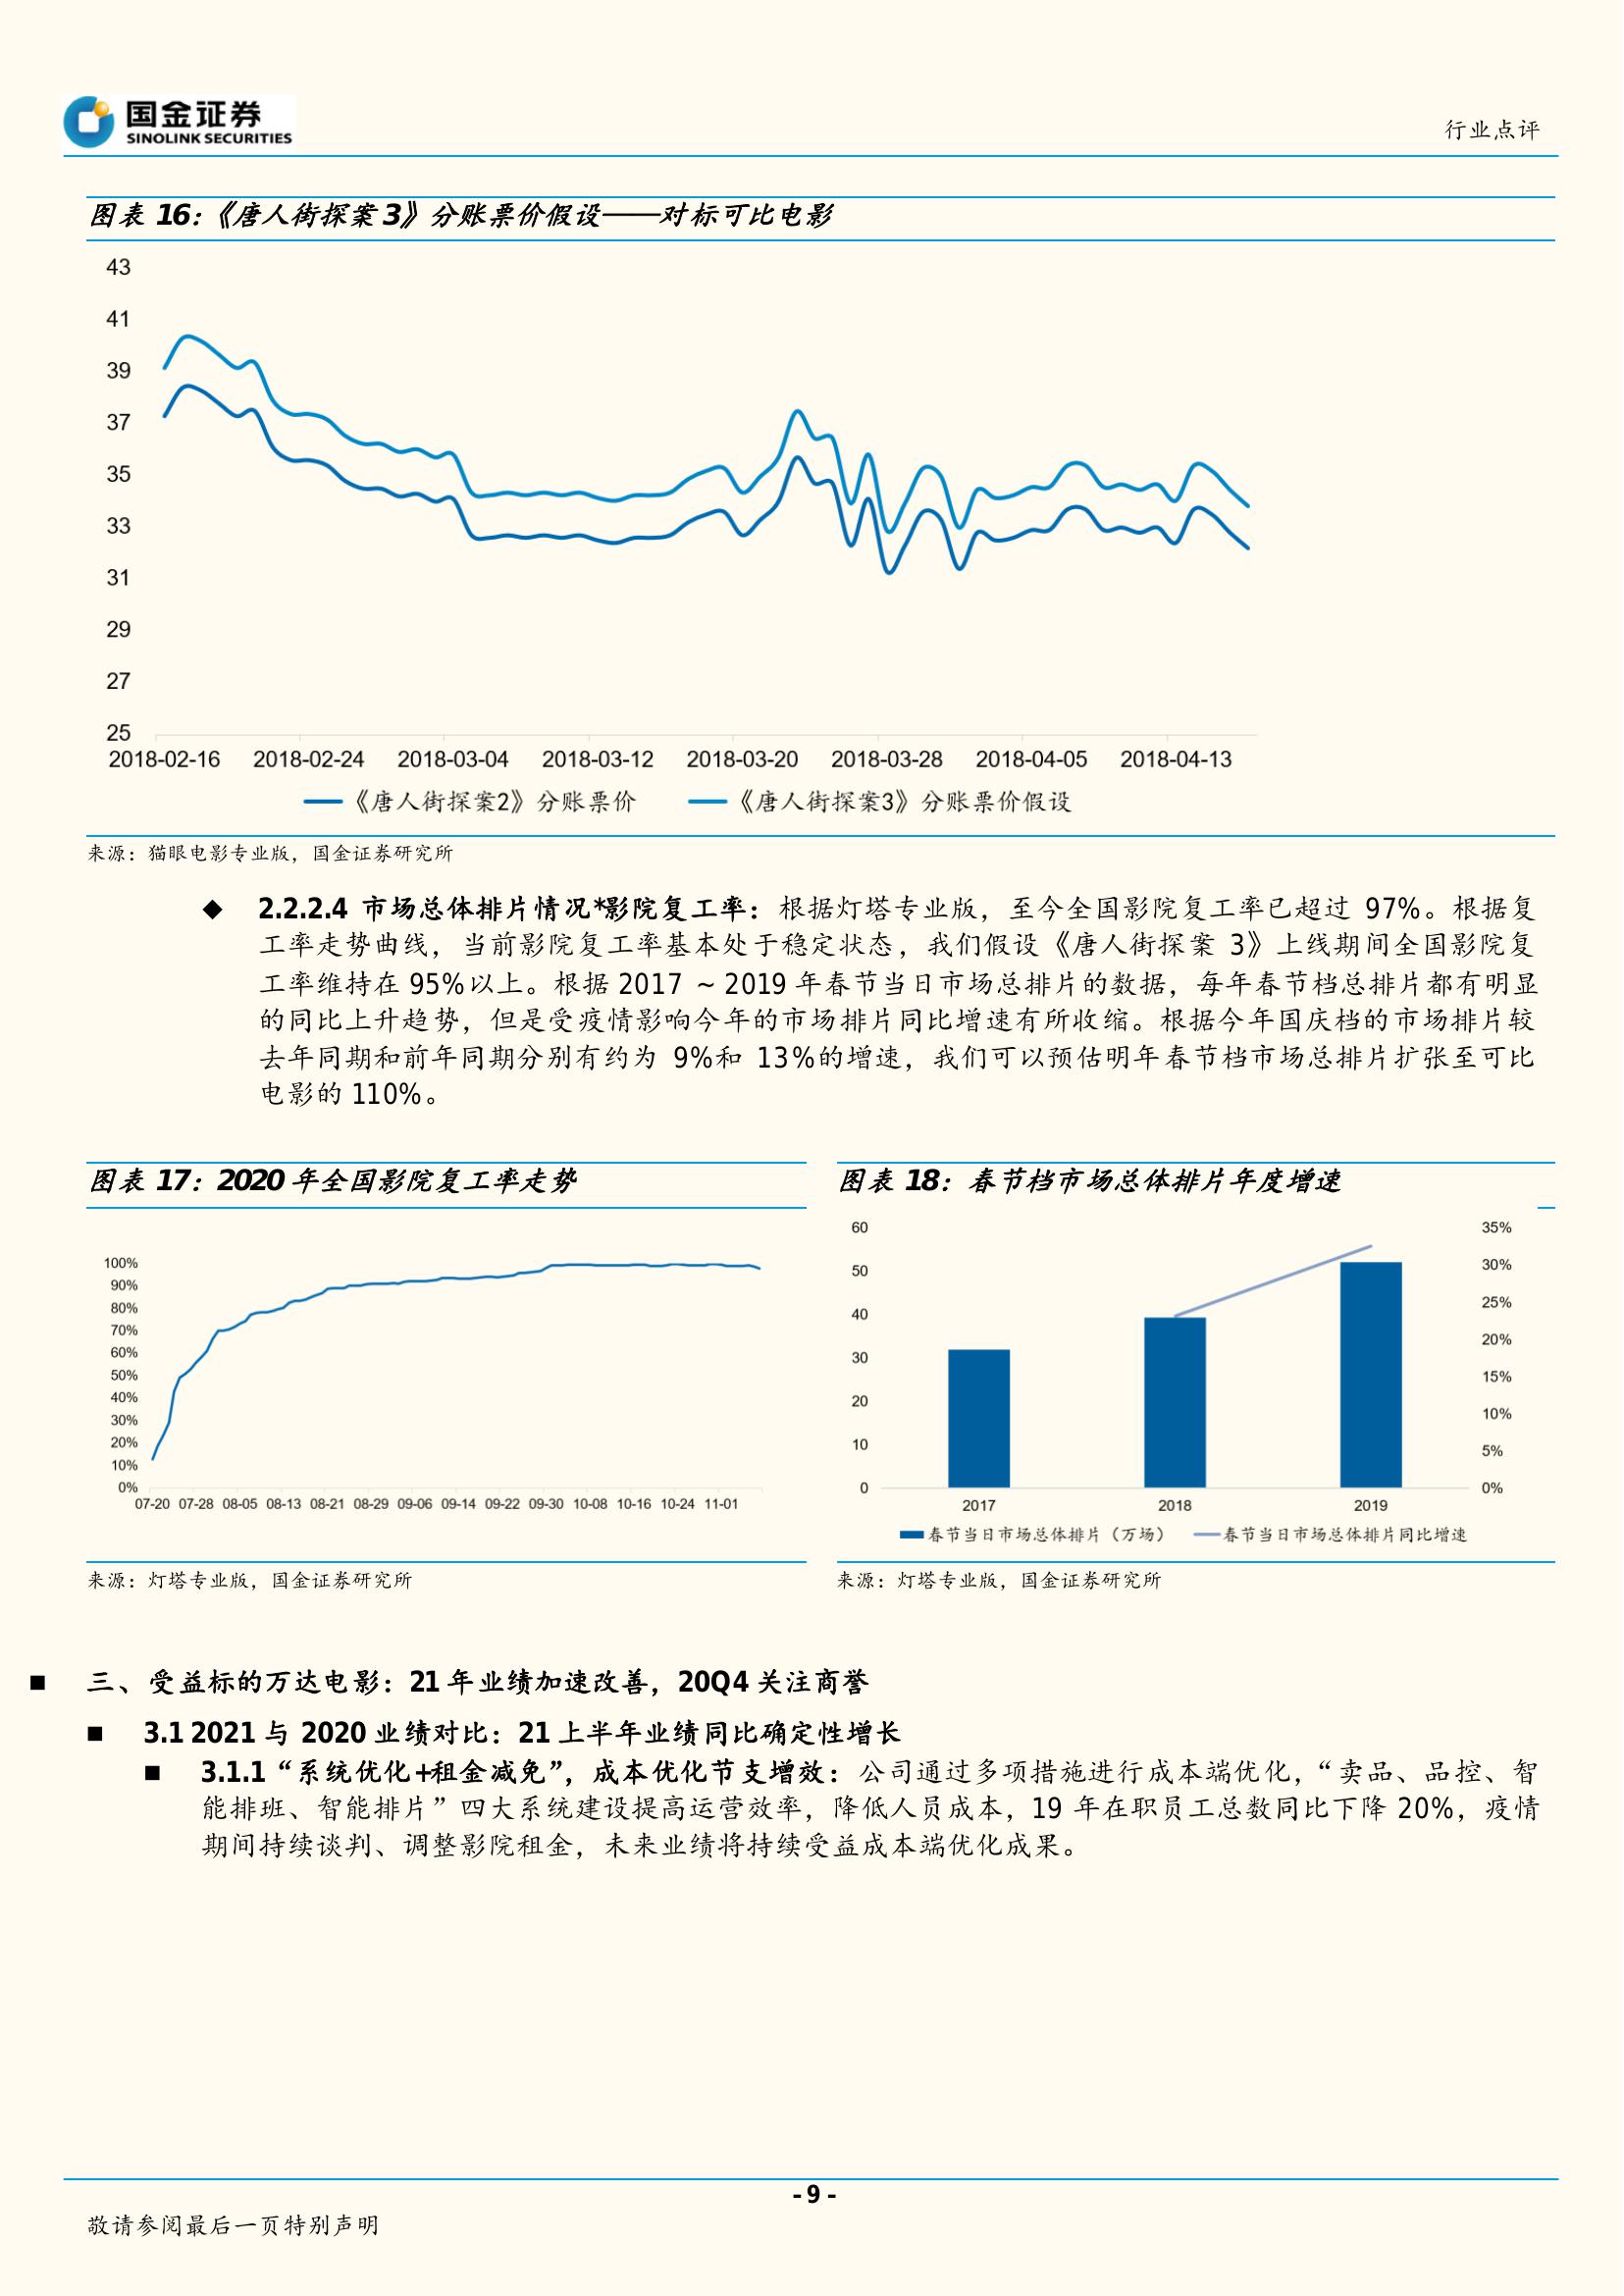 国金证券
SINOLINK SECURITIES
行业点评
图表 16：《唐人街探案 3》分账票价假设——对标可比电影
43
41
39
37
35
33
31
29
27
25
2018-02-16 2018-02-24 2018-03-04 2018-03-12 2018-03-20 2018-03-28 2018-04-05 2018-04-13
《唐人街探案2》分账票价 《唐人街探案3》分账票价假设
来源：猫眼电影专业版，国金证券研究所
◆ 2.2.2.4 市场总体排片情况*影院复工率：根据灯塔专业版，至今全国影院复工率已超过 97%。根据复
工率走势曲线，当前影院复工率基本处于稳定状态，我们假设《唐人街探案 3》上线期间全国影院复
工率维持在 95%以上。根据 2017 ~ 2019 年春节当日市场总排片的数据，每年春节档总排片都有明显
的同比上升趋势，但是受疫情影响今年的市场排片同比增速有所收缩。根据今年国庆档的市场排片较
去年同期和前年同期分别有约为 9%和 13%的增速，我们可以预估明年春节档市场总排片扩张至可比
电影的 110%。
图表 17：2020 年全国影院复工率走势
100%
90%
80%
70%
60%
50%
40%
30%
20%
10%
0%
07-20 07-28 08-05 08-13 08-21 08-29 09-06 09-14 09-22 09-30 10-08 10-16 10-24 11-01
来源：灯塔专业版，国金证券研究所
图表 18：春节档市场总体排片年度增速
60
50
40
30
20
10
0
35%
30%
25%
20%
15%
10%
5%
0%
2017 2018 2019
春节当日市场总体排片（万场） 春节当日市场总体排片同比增速
来源：灯塔专业版，国金证券研究所
■ 三、受益标的万达电影：21 年业绩加速改善，20Q4 关注商誉
■ 3.1 2021 与 2020 业绩对比：21 上半年业绩同比确定性增长
■ 3.1.1 “系统优化+租金减免”，成本优化节支增效：公司通过多项措施进行成本端优化，“卖品、品控、智
能排班、智能排片”四大系统建设提高运营效率，降低人员成本，19 年在职员工总数同比下降 20%，疫情
期间持续谈判、调整影院租金，未来业绩将持续受益成本端优化成果。
- 9 -
敬请参阅最后一页特别声明